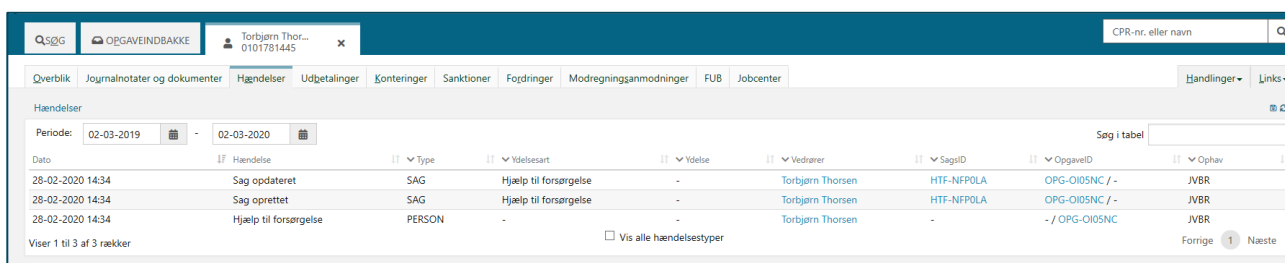 SØG OPGAVEINDBAKKE Torbjørn Thor... x CPR-nr. eller navn
0101781445
Overblik Journalnotater og dokumenter Hændelser Udbetalinger Konteringer Sanktioner Fordringer Modregningsanmodninger FUB Jobcenter Handlinger Links
Hændelser
Periode: 02-03-2019 - 02-03-2020 Søg i tabel
Dato Hændelse Type Ydelsesart Ydelse Vedrører SagsID OpgaveID Ophav
28-02-2020 14:34 Sag opdateret SAG Hjælp til forsørgelse - Torbjørn Thorsen HTF-NFP0LA OPG-OI05NC / - JVBR
28-02-2020 14:34 Sag oprettet SAG Hjælp til forsørgelse - Torbjørn Thorsen HTF-NFP0LA OPG-OI05NC / - JVBR
28-02-2020 14:34 Hjælp til forsørgelse PERSON - - Torbjørn Thorsen - - / OPG-OI05NC JVBR
Viser 1 til 3 af 3 rækker Vis alle hændelsestyper Forrige 1 Næste